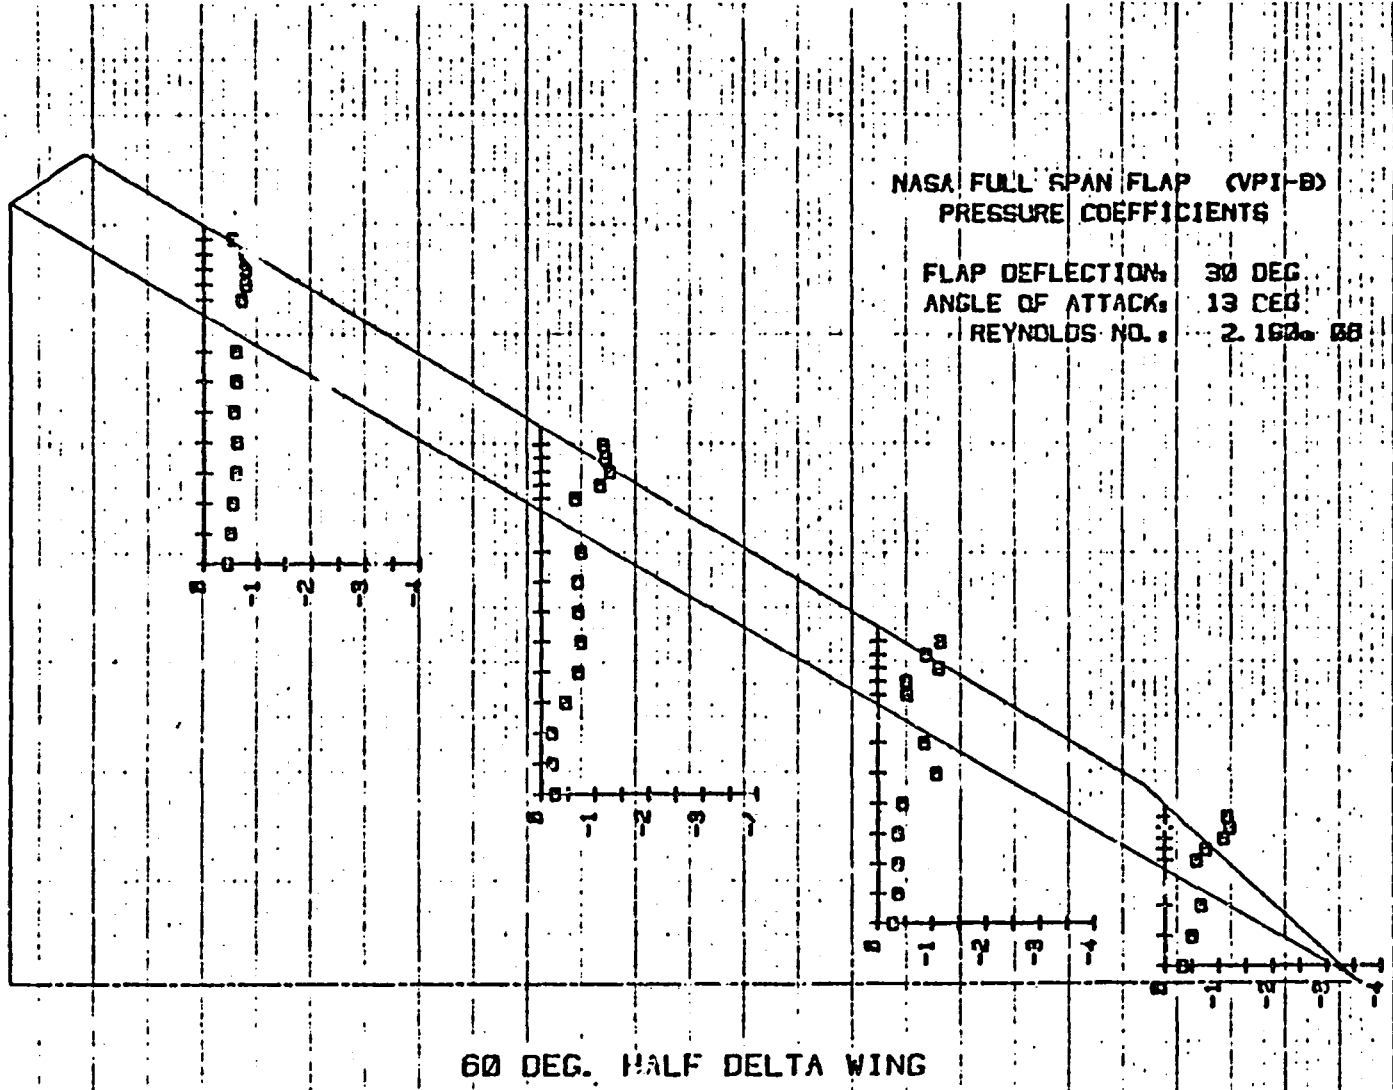 NASA FULL SPAN FLAP (VPI-B)
PRESSURE COEFFICIENTS
FLAP DEFLECTION: 30 DEG
ANGLE OF ATTACK: 13 DEG
REYNOLDS NO.:
0 -1 -2 -3 -4
0 -1 -2 -3
0 -1 -2 -3 -4
0 -1 -2 -3 -4
60 DEG. HALF DELTA WING